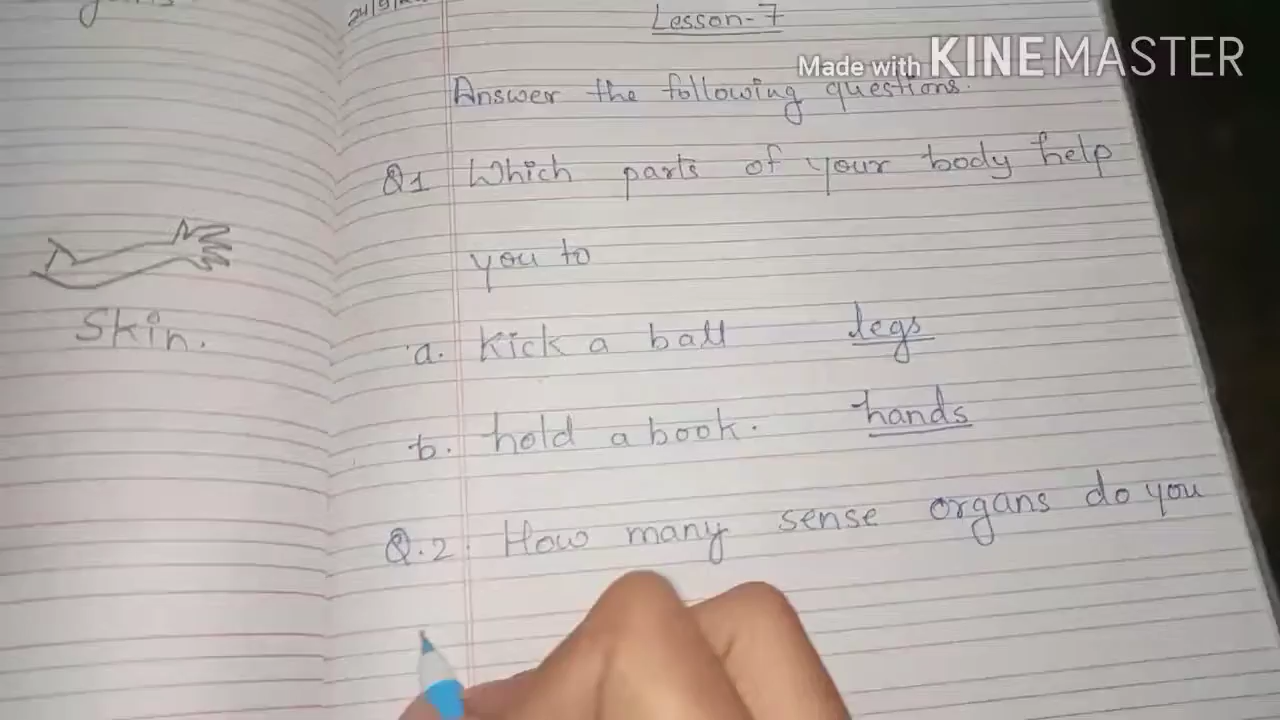 Lesson-7
Made with KINEMASTER
Answer the following questions.
Q1 Which parts of your body help
you to
a. Kick a ball legs
b. hold a book. hands
Q.2. How many sense organs do you
Skin.